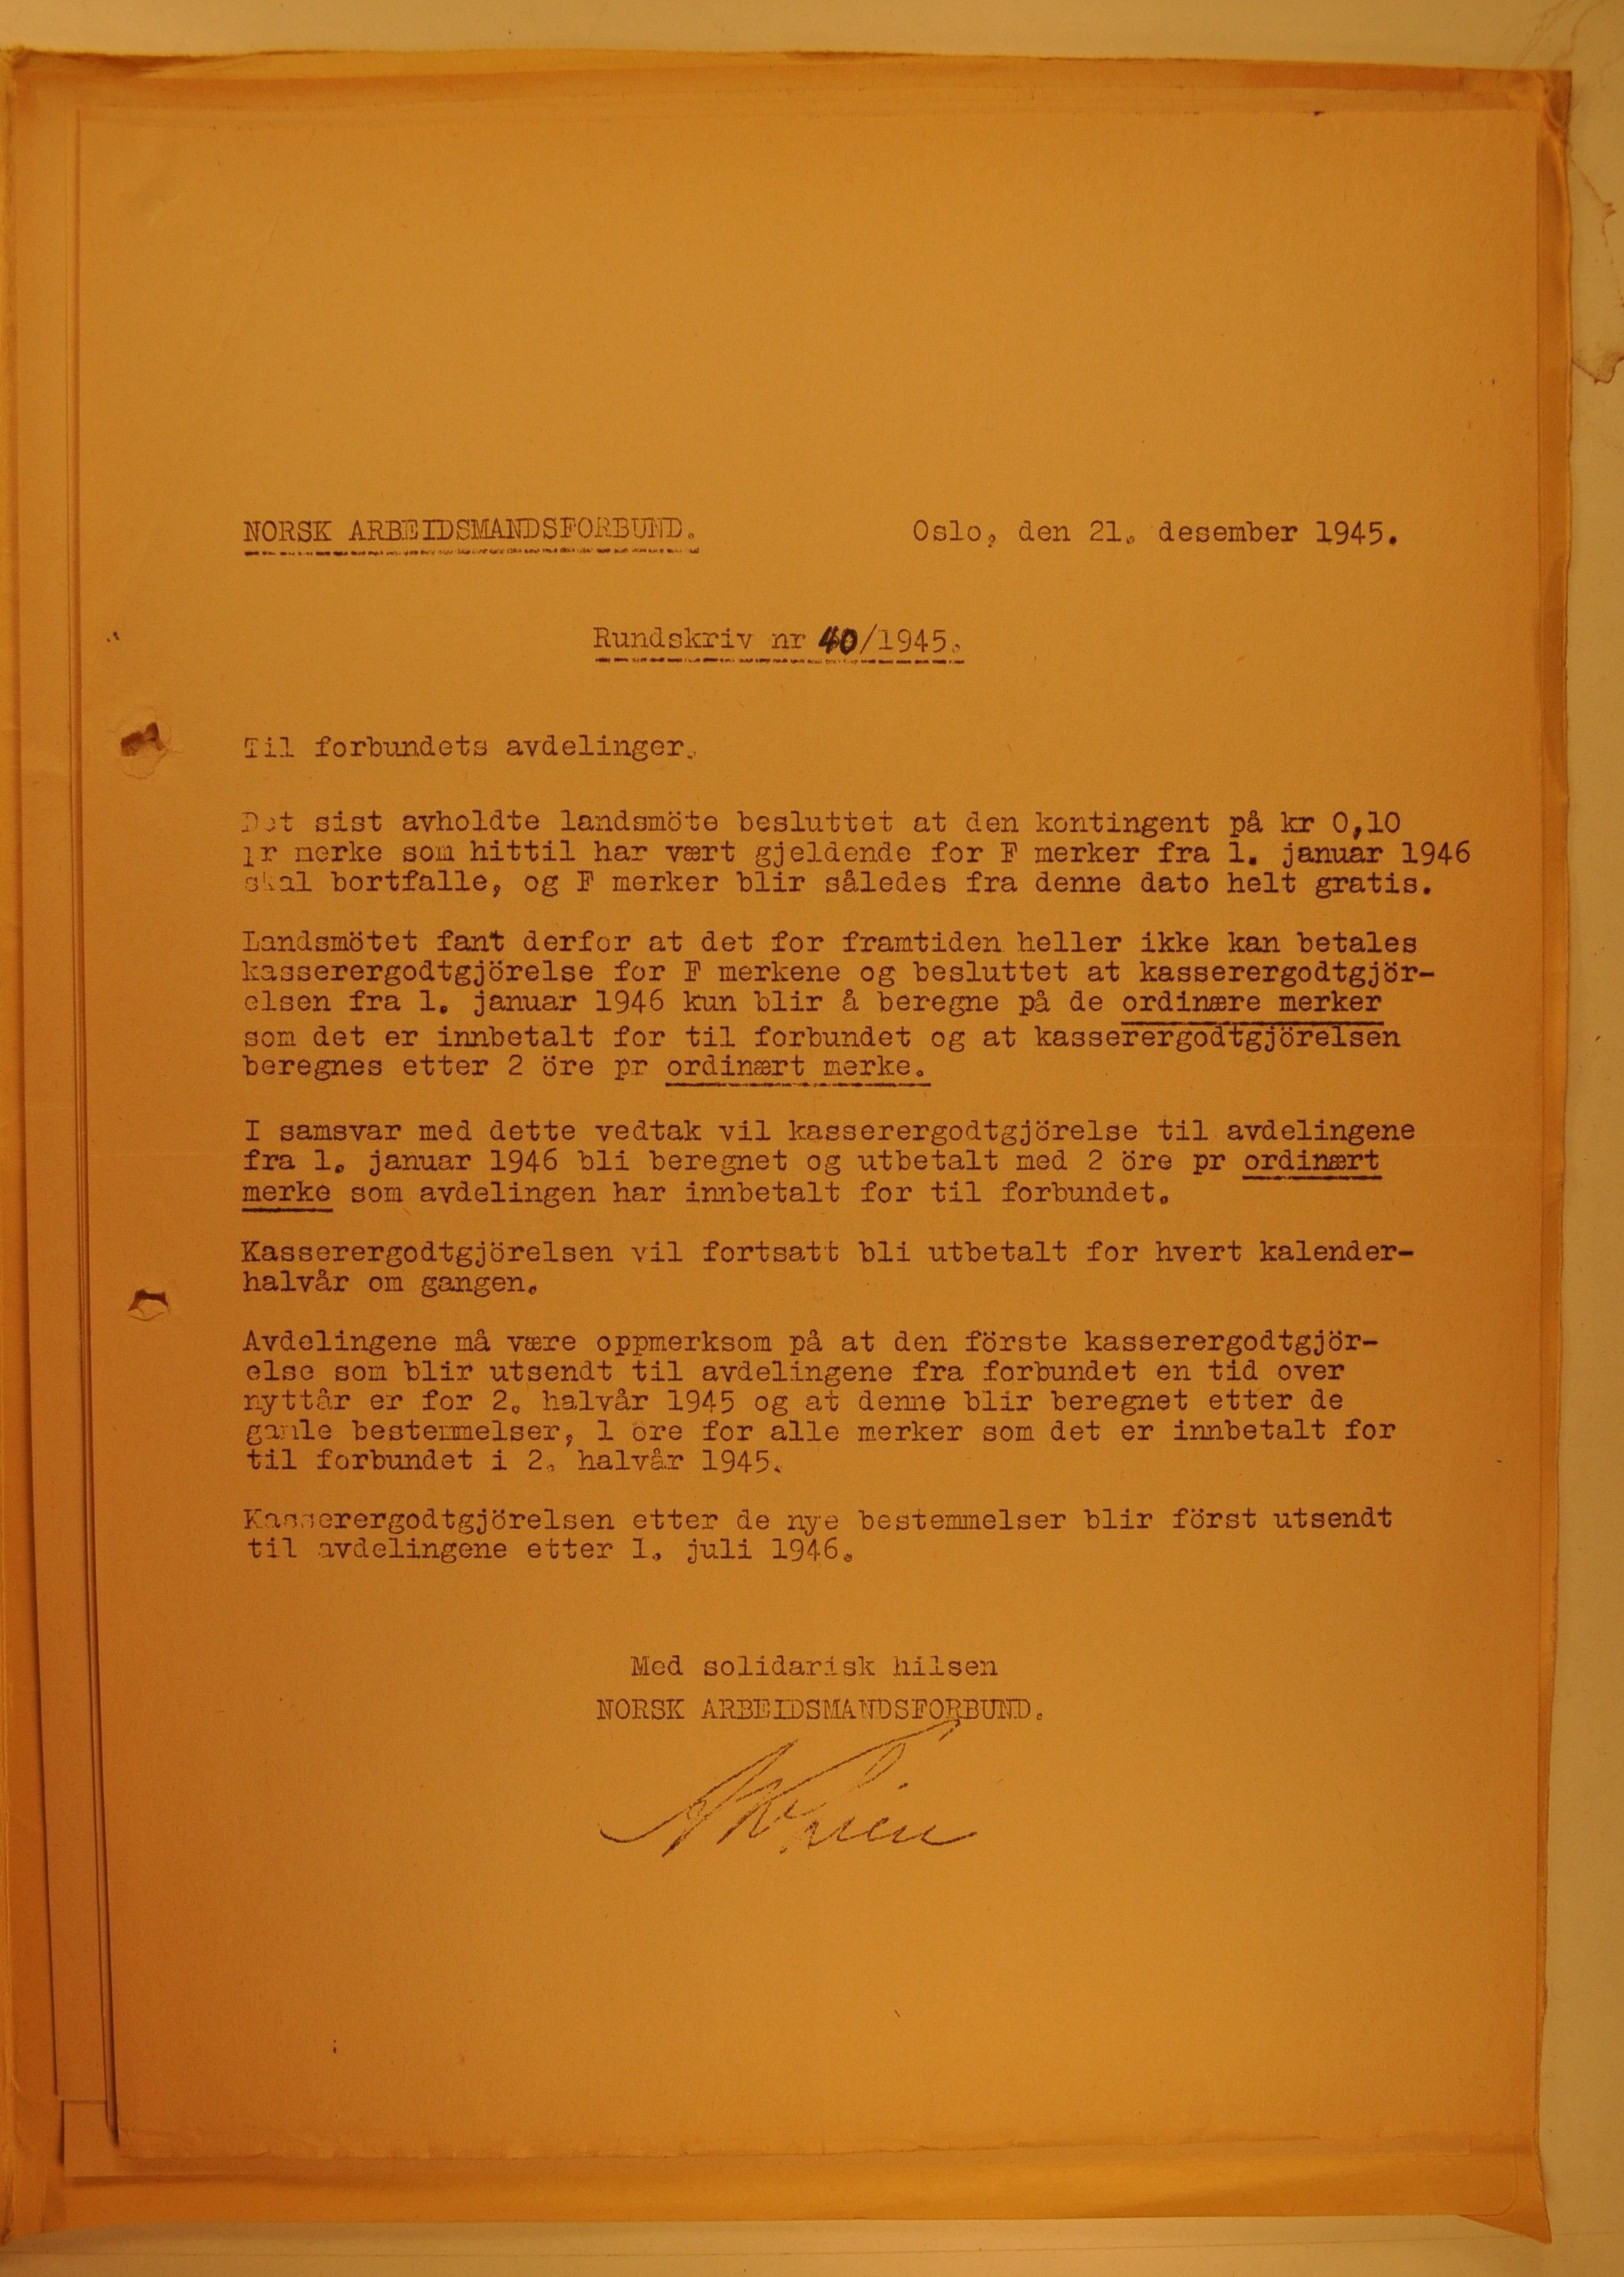 NORSK ARBEIDSMANDSFORBUND.
Oslo, den 21. desember 1945.
Rundskriv nr 40/1945.
Til forbundets avdelinger.
Det sist avholdte landsmöte besluttet at den kontingent på kr 0,10
pr merke som hittil har vært gjeldende for F merker fra 1. januar 1946
skal bortfalle, og F merker blir således fra denne dato helt gratis.
Landsmötet fant derfor at det for framtiden heller ikke kan betales
kasserergodtgjörelse for F merkene og besluttet at kasserergodtgjör-
elsen fra 1. januar 1946 kun blir å beregne på de ordinære merker
som det er innbetalt for til forbundet og at kasserergodtgjörelsen
beregnes etter 2 öre pr ordinært merke.
I samsvar med dette vedtak vil kasserergodtgjörelse til avdelingene
fra 1. januar 1946 bli beregnet og utbetalt med 2 öre pr ordinært
merke som avdelingen har innbetalt for til forbundet.
Kasserergodtgjörelsen vil fortsatt bli utbetalt for hvert kalender-
halvår om gangen.
Avdelingene må være oppmerksom på at den förste kasserergodtgjör-
else som blir utsendt til avdelingene fra forbundet en tid over
nyttår er for 2. halvår 1945 og at denne blir beregnet etter de
gamle bestemmelser, 1 öre for alle merker som det er innbetalt for
til forbundet i 2. halvår 1945.
Kasserergodtgjörelsen etter de nye bestemmelser blir först utsendt
til avdelingene etter 1. juli 1946.
Med solidarisk hilsen
NORSK ARBEIDSMANDSFORBUND.